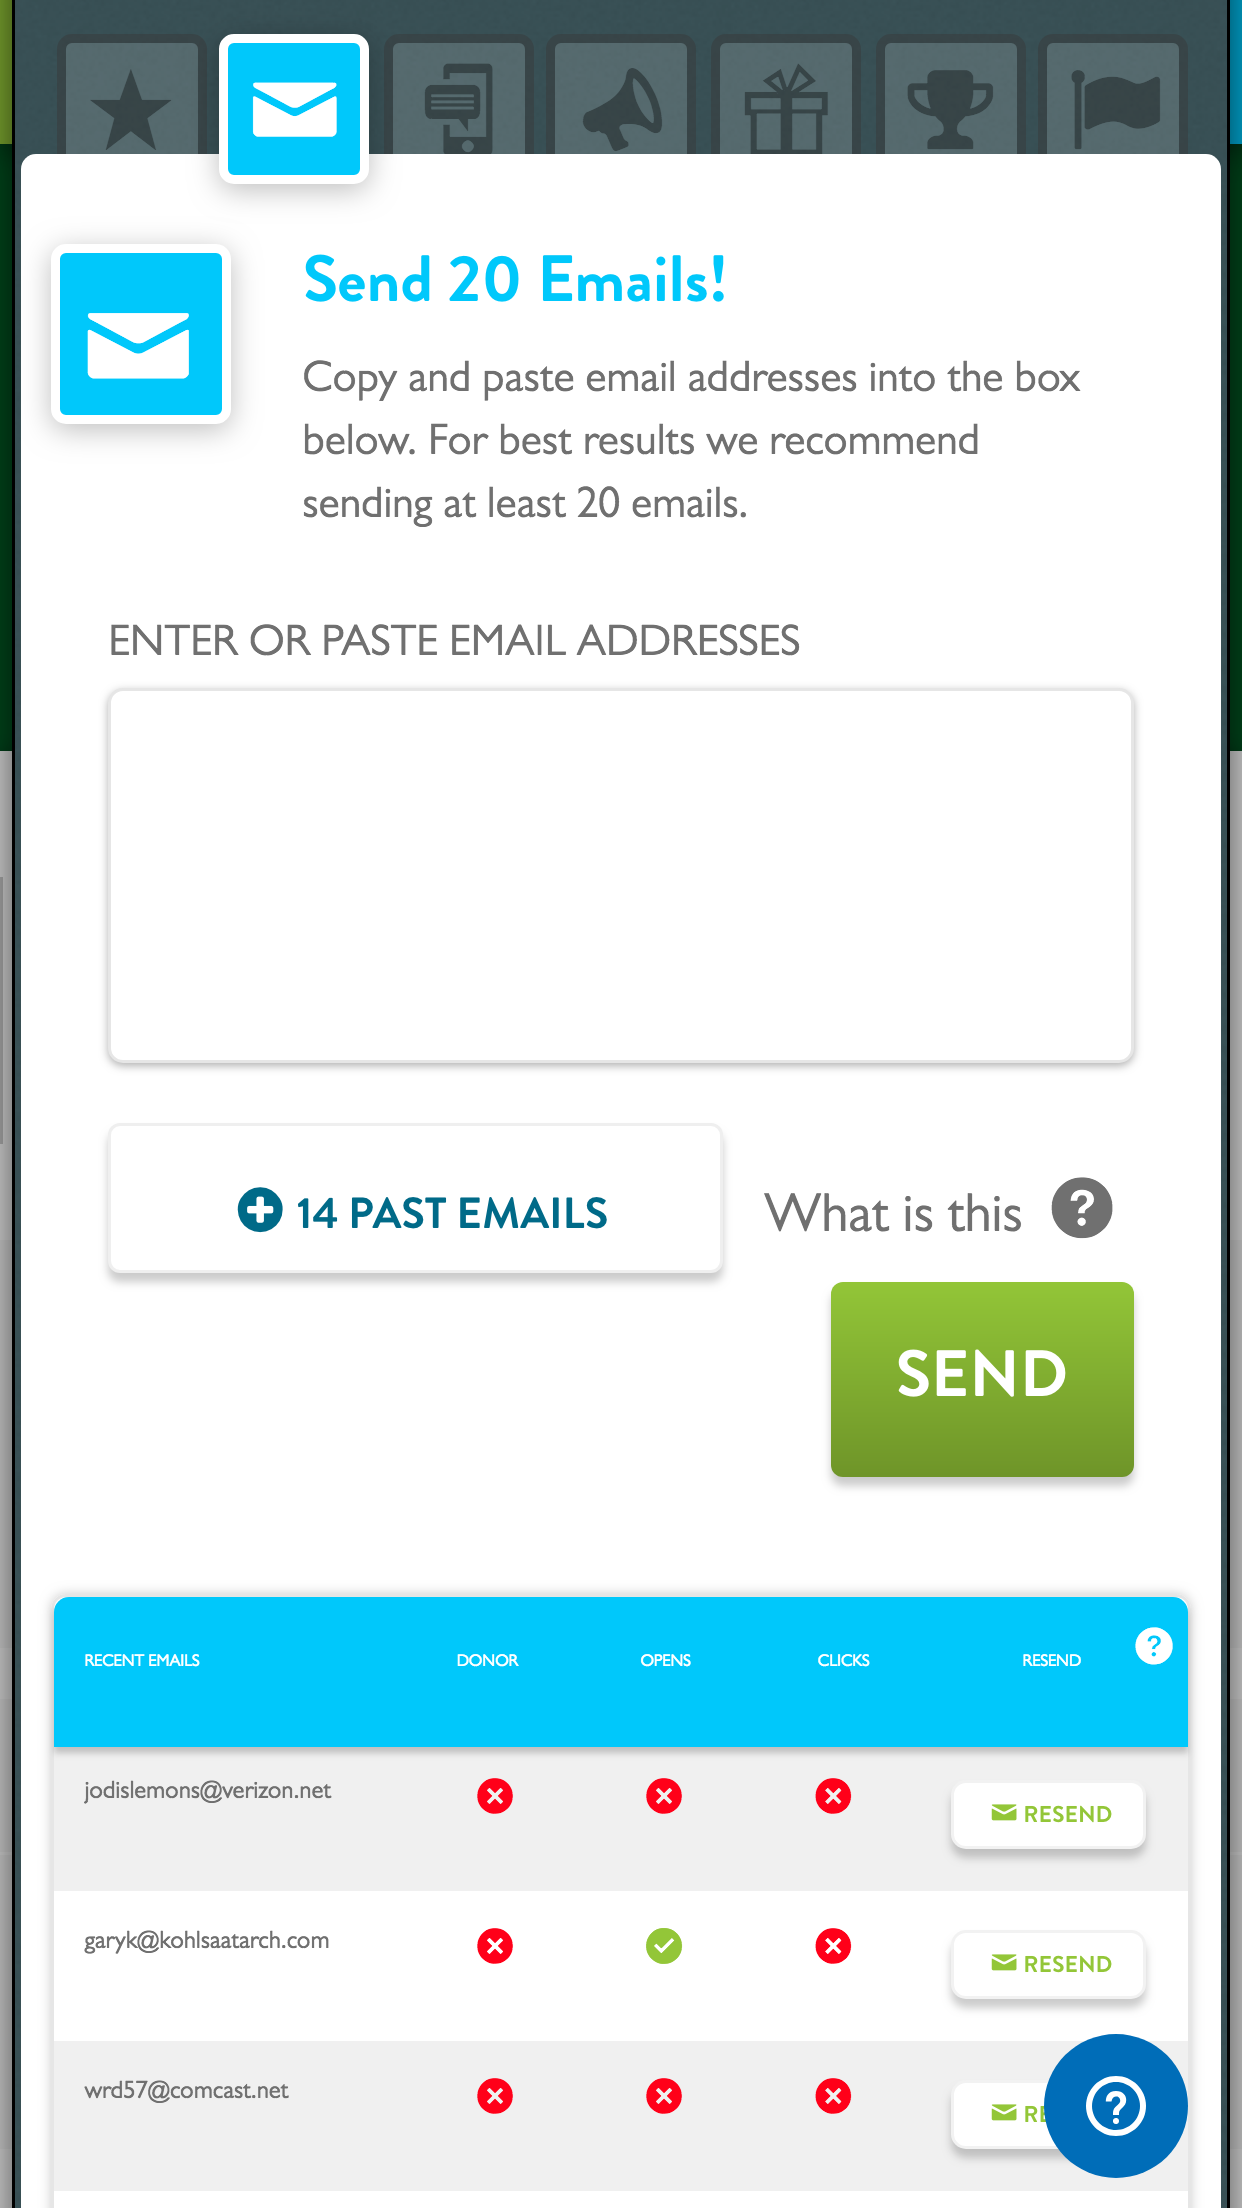 Send 20 Emails!
Copy and paste email addresses into the box
below. For best results we recommend
sending at least 20 emails.
ENTER OR PASTE EMAIL ADDRESSES
14 PAST EMAILS
What is this ?
SEND
RECENT EMAILS DONOR OPENS CLICKS RESEND ?
jodislemons@verizon.net RESEND
garyk@kohlsaatarch.com RESEND
wrd57@comcast.net RE
?